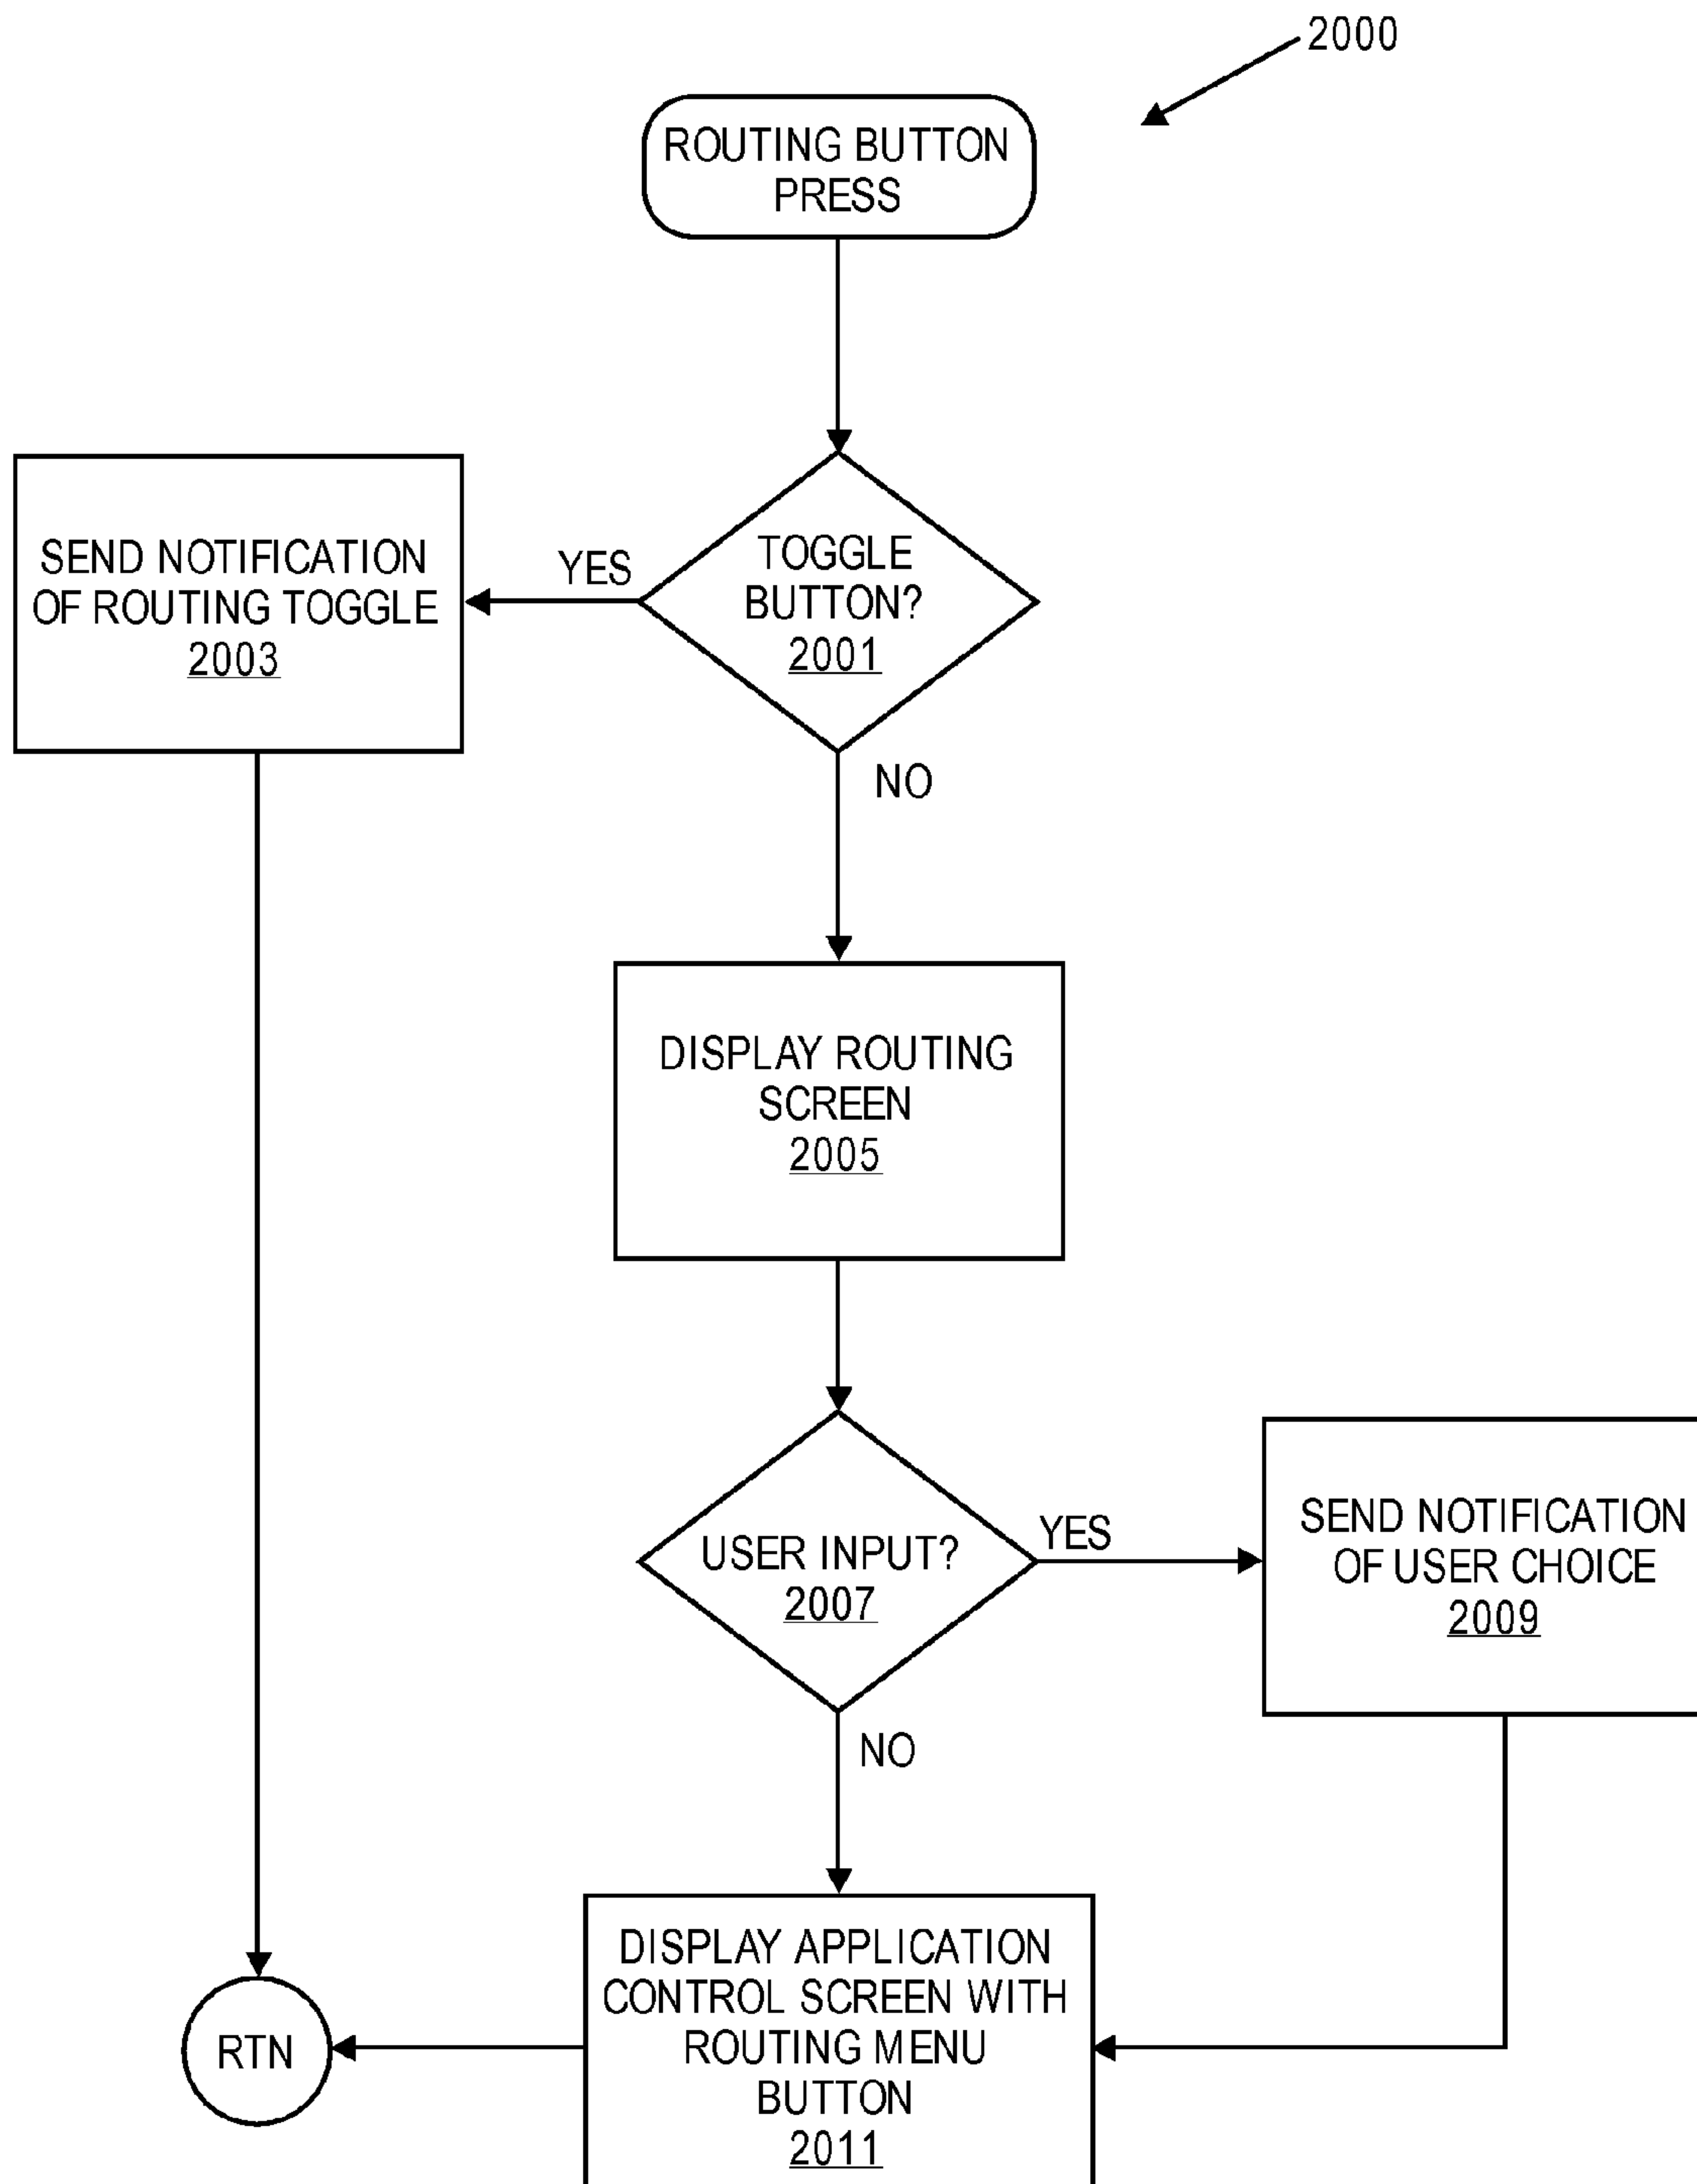 2000
ROUTING BUTTON
PRESS
TOGGLE
BUTTON?
2001
YES
SEND NOTIFICATION
OF ROUTING TOGGLE
2003
NO
DISPLAY ROUTING
SCREEN
2005
USER INPUT?
2007
YES
SEND NOTIFICATION
OF USER CHOICE
2009
NO
DISPLAY APPLICATION
CONTROL SCREEN WITH
ROUTING MENU
BUTTON
2011
RTN